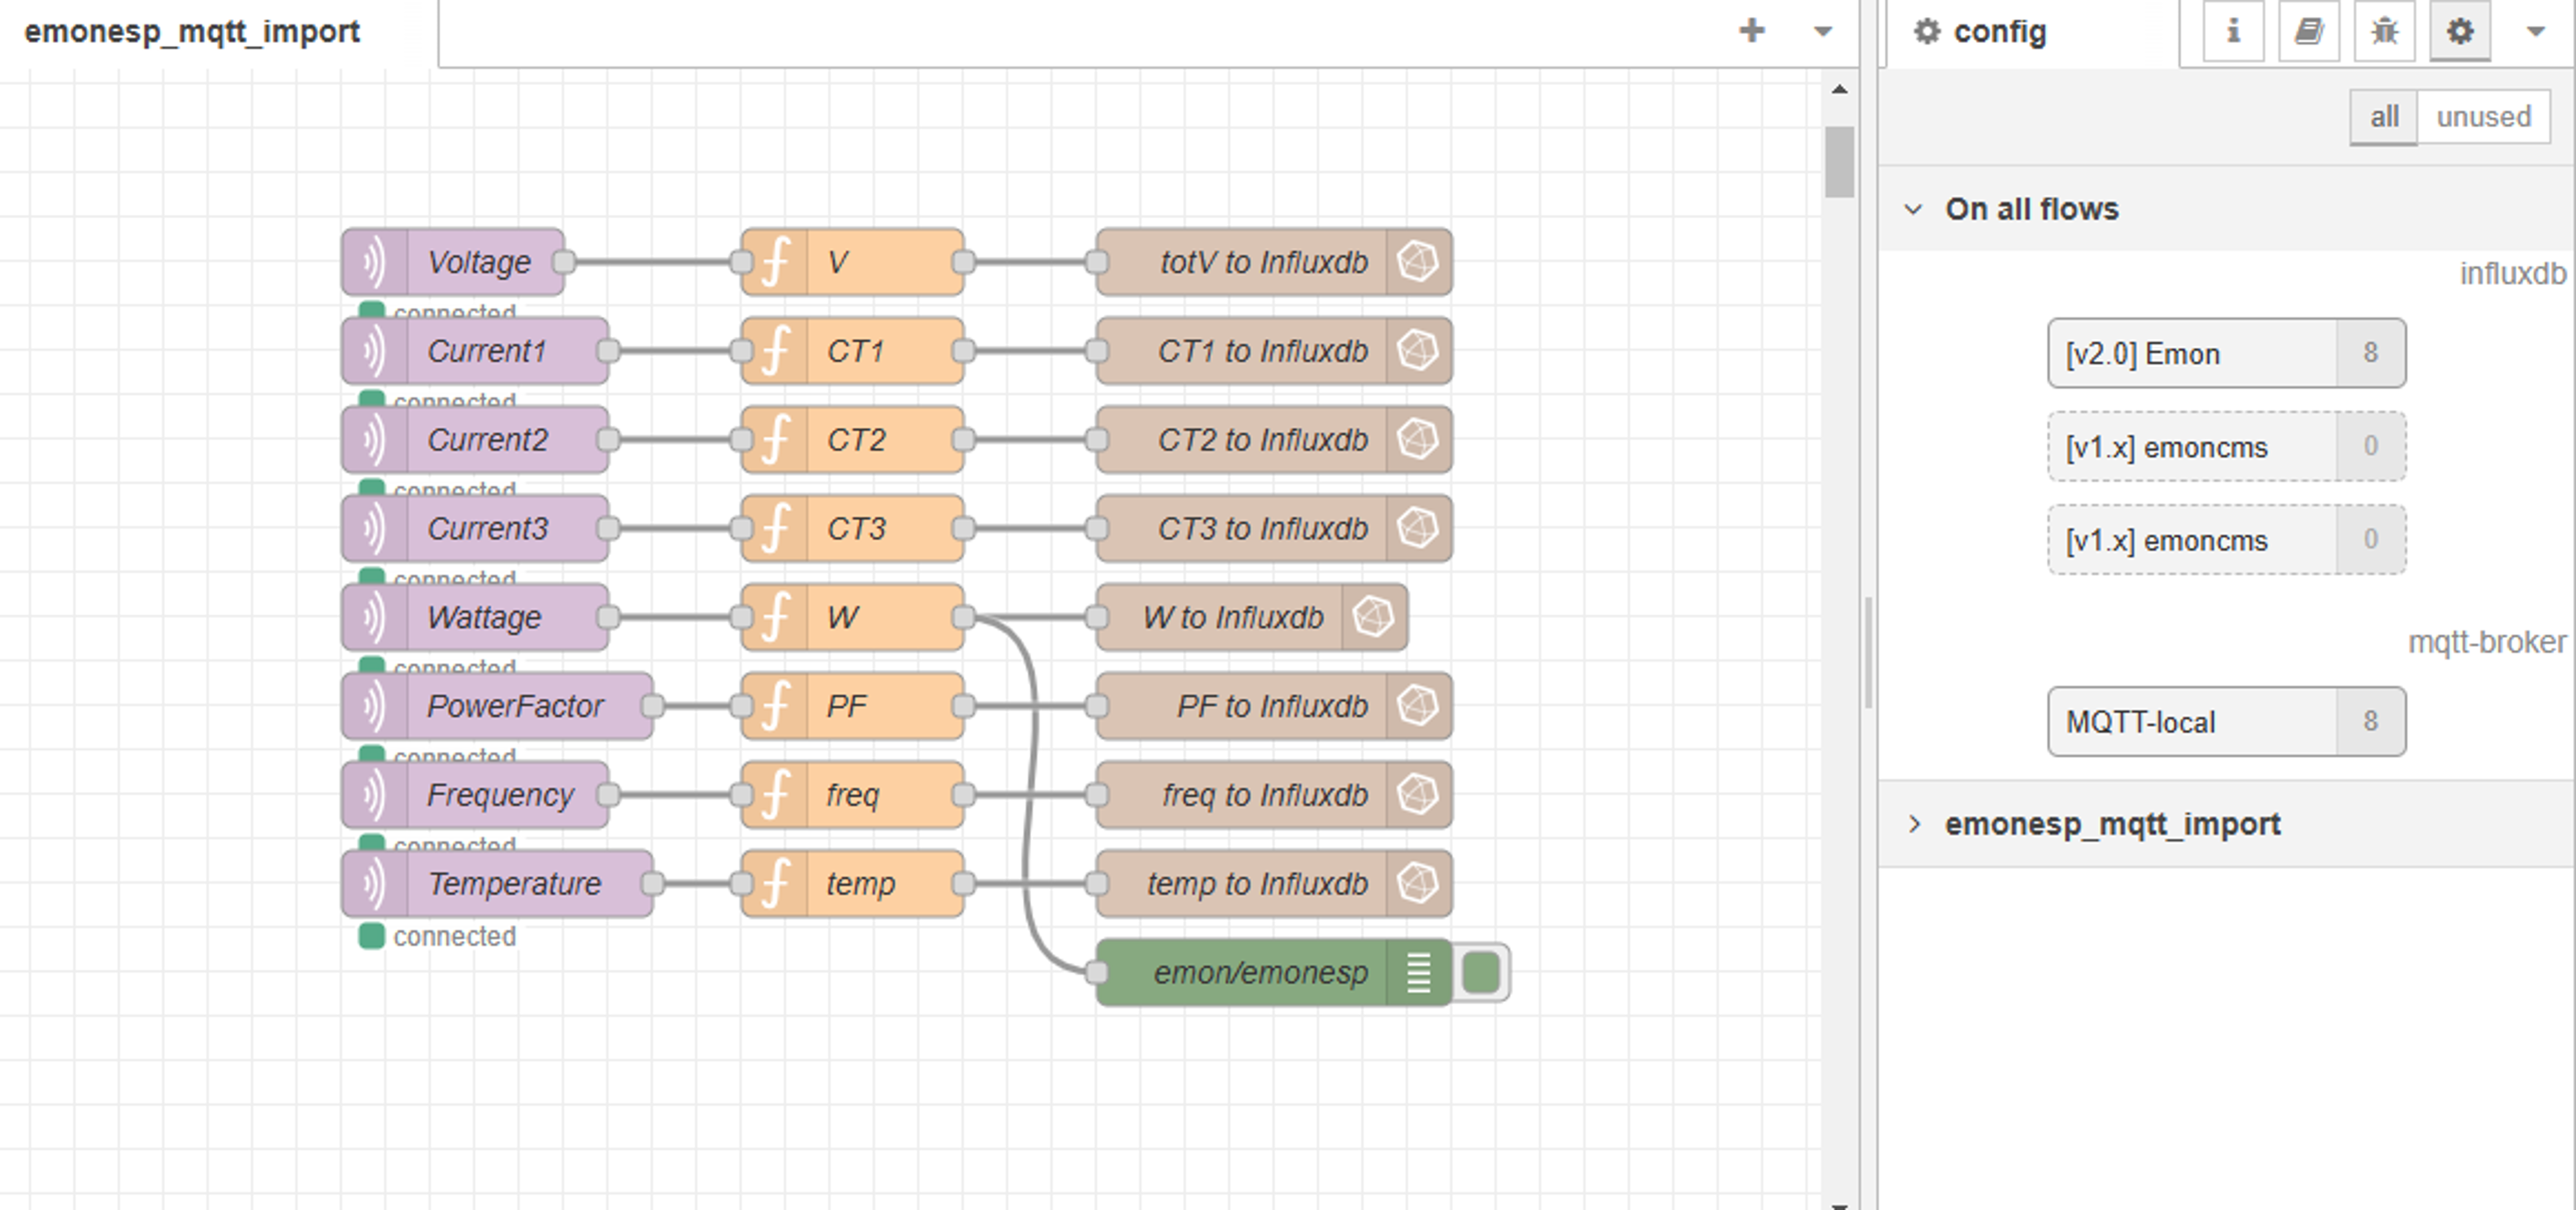 emonesp_mqtt_import
config
all unused
On all flows
influxdb
[v2.0] Emon 8
[v1.x] emoncms 0
[v1.x] emoncms 0
mqtt-broker
MQTT-local 8
emonesp_mqtt_import
Voltage V totV to Influxdb
connected
Current1 CT1 CT1 to Influxdb
connected
Current2 CT2 CT2 to Influxdb
connected
Current3 CT3 CT3 to Influxdb
connected
Wattage W W to Influxdb
connected
PowerFactor PF PF to Influxdb
connected
Frequency freq freq to Influxdb
connected
Temperature temp temp to Influxdb
connected
emon/emonesp